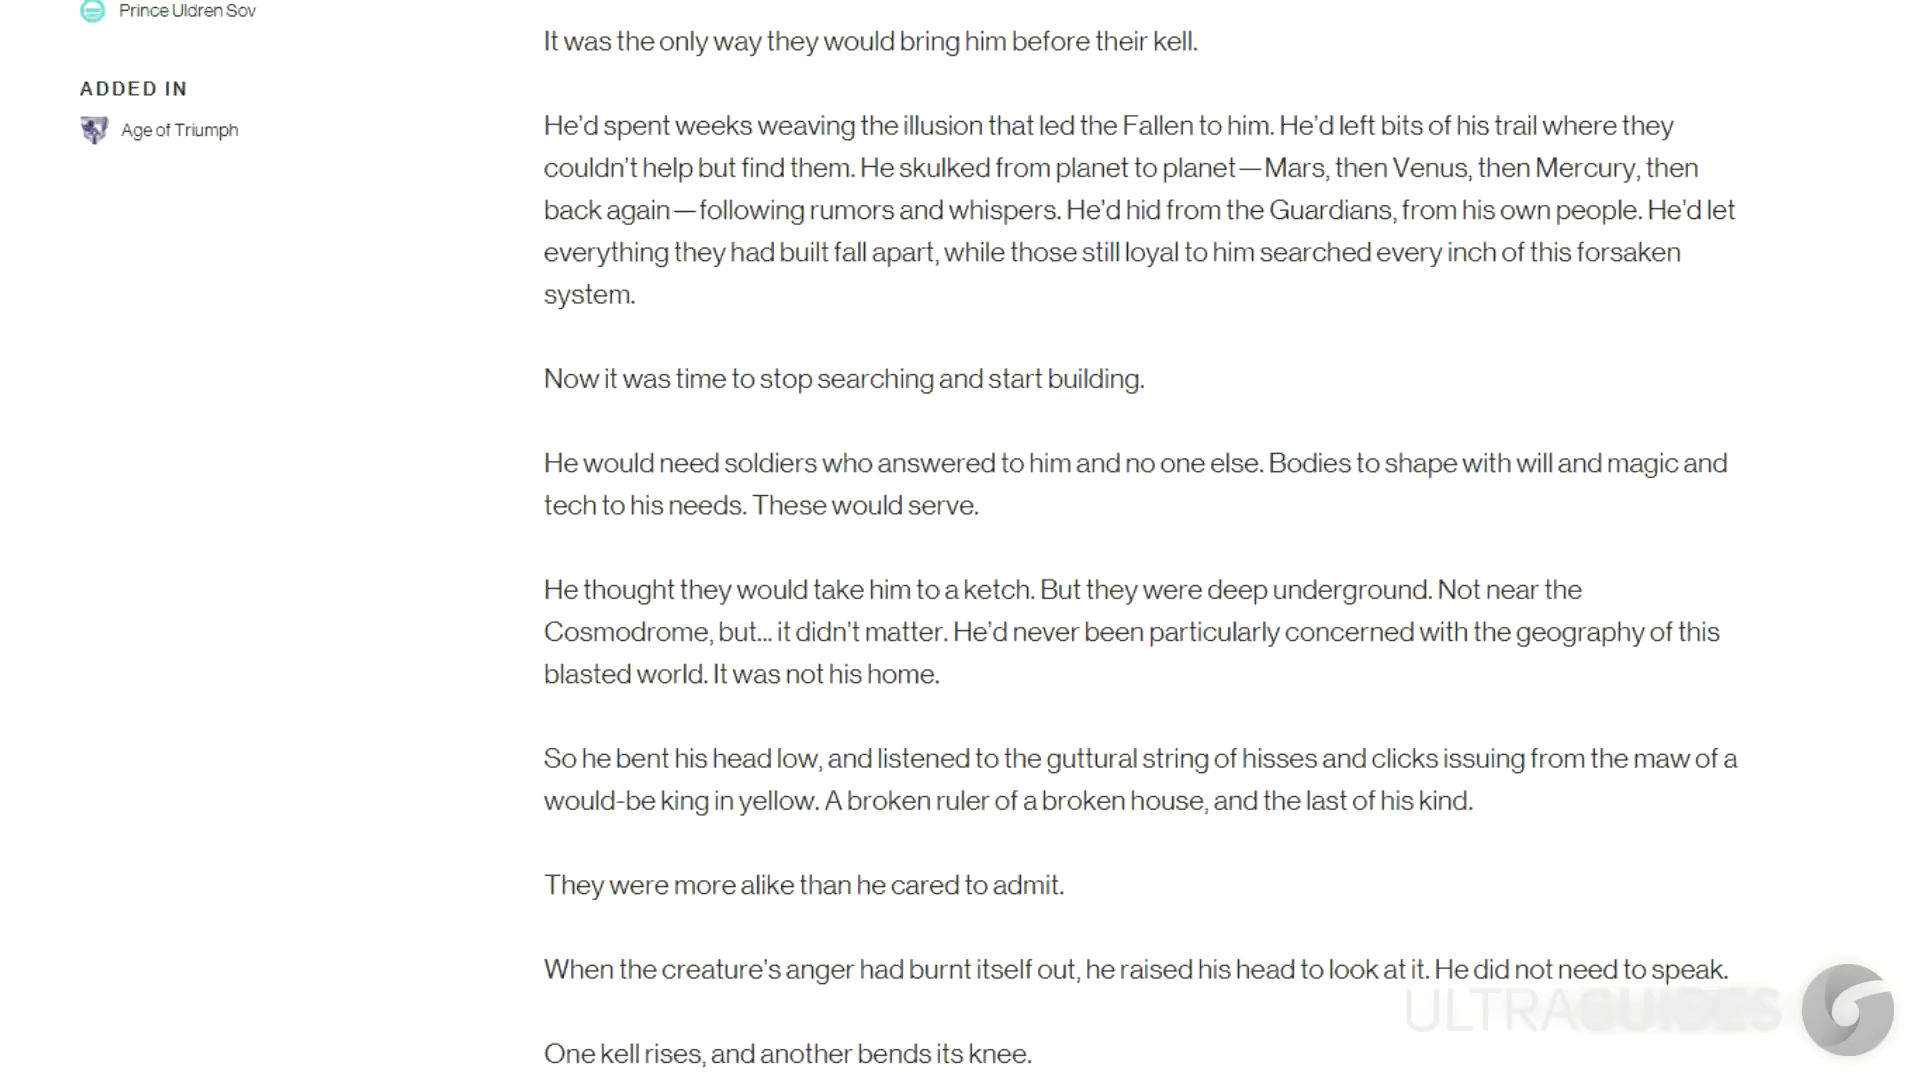 Prince Uldren Sov
ADDED IN
Age of Triumph
It was the only way they would bring him before their kell.
He’d spent weeks weaving the illusion that led the Fallen to him. He’d left bits of his trail where they
couldn’t help but find them. He skulked from planet to planet—Mars, then Venus, then Mercury, then
back again—following rumors and whispers. He’d hid from the Guardians, from his own people. He’d let
everything they had built fall apart, while those still loyal to him searched every inch of this forsaken
system.
Now it was time to stop searching and start building.
He would need soldiers who answered to him and no one else. Bodies to shape with will and magic and
tech to his needs. These would serve.
He thought they would take him to a ketch. But they were deep underground. Not near the
Cosmodrome, but... it didn’t matter. He’d never been particularly concerned with the geography of this
blasted world. It was not his home.
So he bent his head low, and listened to the guttural string of hisses and clicks issuing from the maw of a
would-be king in yellow. A broken ruler of a broken house, and the last of his kind.
They were more alike than he cared to admit.
When the creature’s anger had burnt itself out, he raised his head to look at it. He did not need to speak.
ULTRAGUIDES
One kell rises, and another bends its knee.